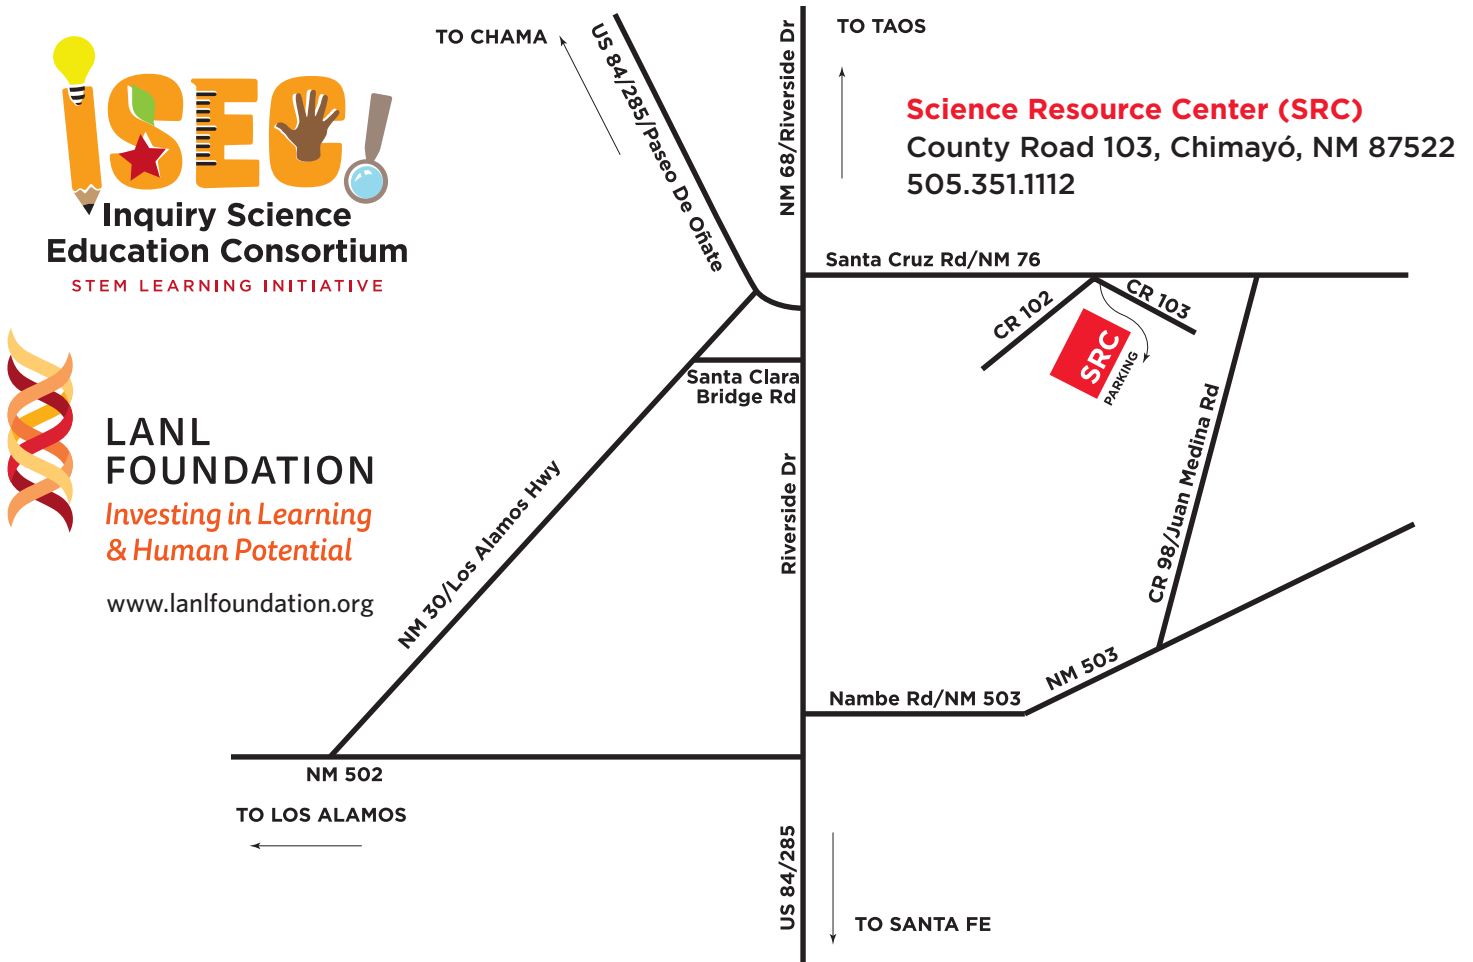 iSEC!
Inquiry Science
Education Consortium
STEM LEARNING INITIATIVE
LANL
FOUNDATION
Investing in Learning
& Human Potential
www.lanlfoundation.org
TO CHAMA
US 84/285/Paseo De Oñate
NM 68/Riverside Dr
TO TAOS
Science Resource Center (SRC)
County Road 103, Chimayó, NM 87522
505.351.1112
Santa Cruz Rd/NM 76
CR 102
CR 103
SRC
PARKING
Santa Clara
Bridge Rd
Riverside Dr
CR 98/Juan Medina Rd
NM 30/Los Alamos Hwy
NM 503
Nambe Rd/NM 503
NM 502
TO LOS ALAMOS
US 84/285
TO SANTA FE